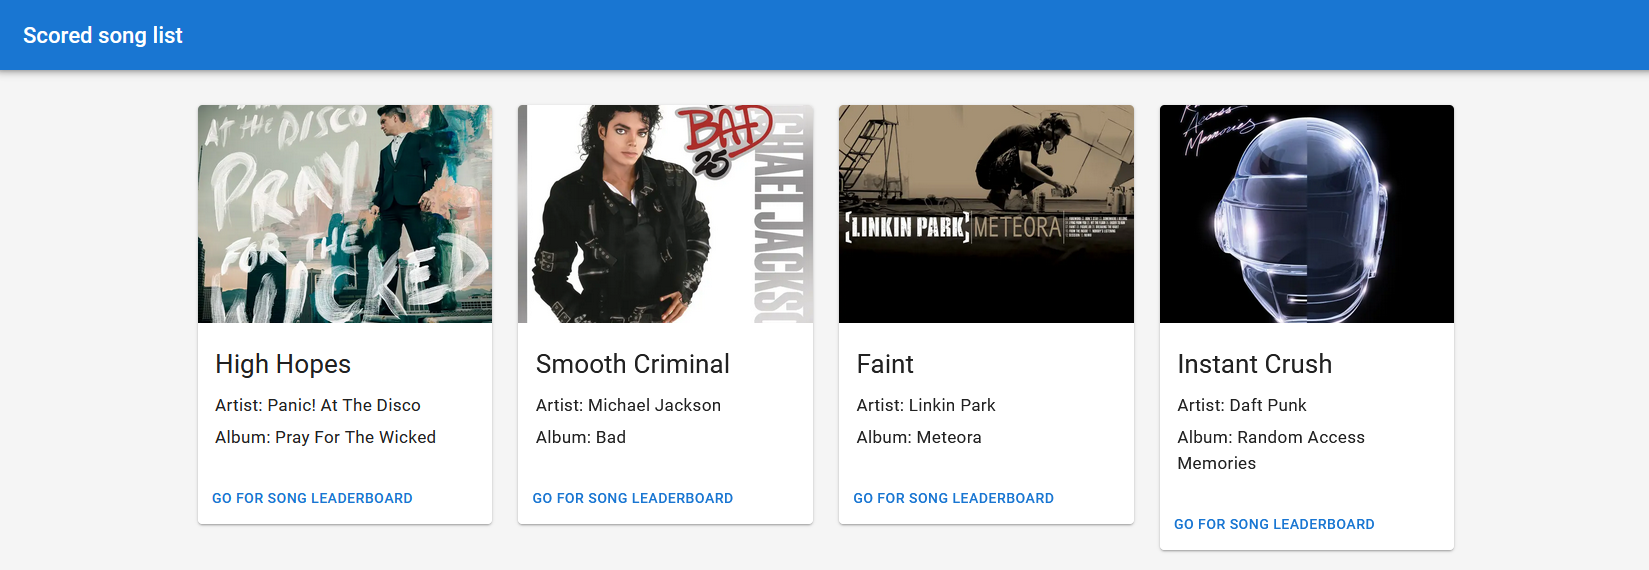 Scored song list
AT THE DISCO
PRAY
FOR THE
WICKED
High Hopes
Artist: Panic! At The Disco
Album: Pray For The Wicked
GO FOR SONG LEADERBOARD
BAD
25
Smooth Criminal
Artist: Michael Jackson
Album: Bad
GO FOR SONG LEADERBOARD
[LINKIN PARK] METEORA
Faint
Artist: Linkin Park
Album: Meteora
GO FOR SONG LEADERBOARD
Access
Memories
Instant Crush
Artist: Daft Punk
Album: Random Access
Memories
GO FOR SONG LEADERBOARD